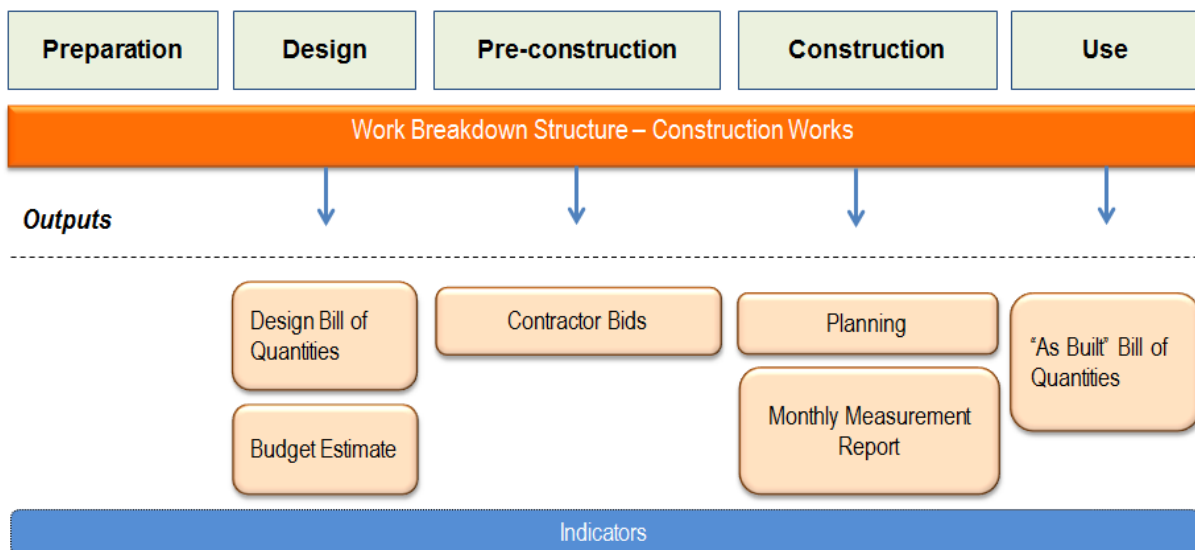 Preparation
Design
Pre-construction
Construction
Use
Work Breakdown Structure – Construction Works
Outputs
Design Bill of
Quantities
Budget Estimate
Contractor Bids
Planning
Monthly Measurement
Report
“As Built” Bill of
Quantities
Indicators